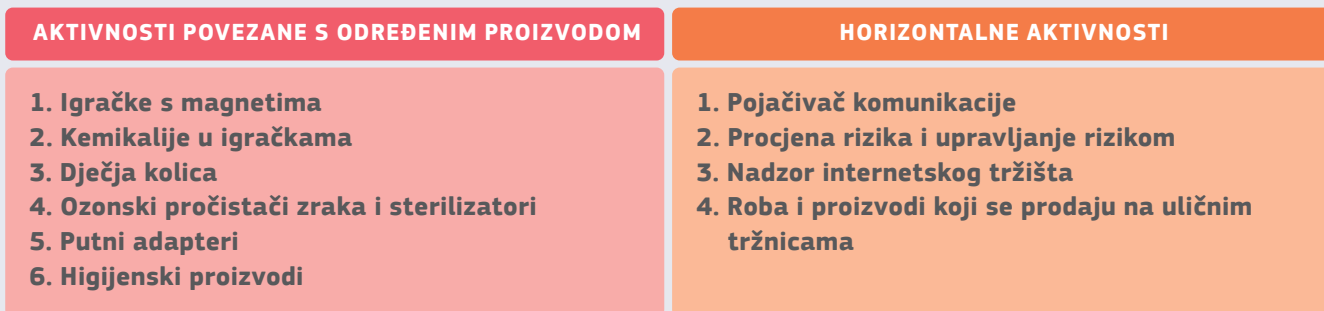 AKTIVNOSTI POVEZANE S ODREĐENIM PROIZVODOM
1. Igračke s magnetima
2. Kemikalije u igračkama
3. Dječja kolica
4. Ozonski pročistači zraka i sterilizatori
5. Putni adapteri
6. Higijenski proizvodi
HORIZONTALNE AKTIVNOSTI
1. Pojačivač komunikacije
2. Procjena rizika i upravljanje rizikom
3. Nadzor internetskog tržišta
4. Roba i proizvodi koji se prodaju na uličnim
tržnicama